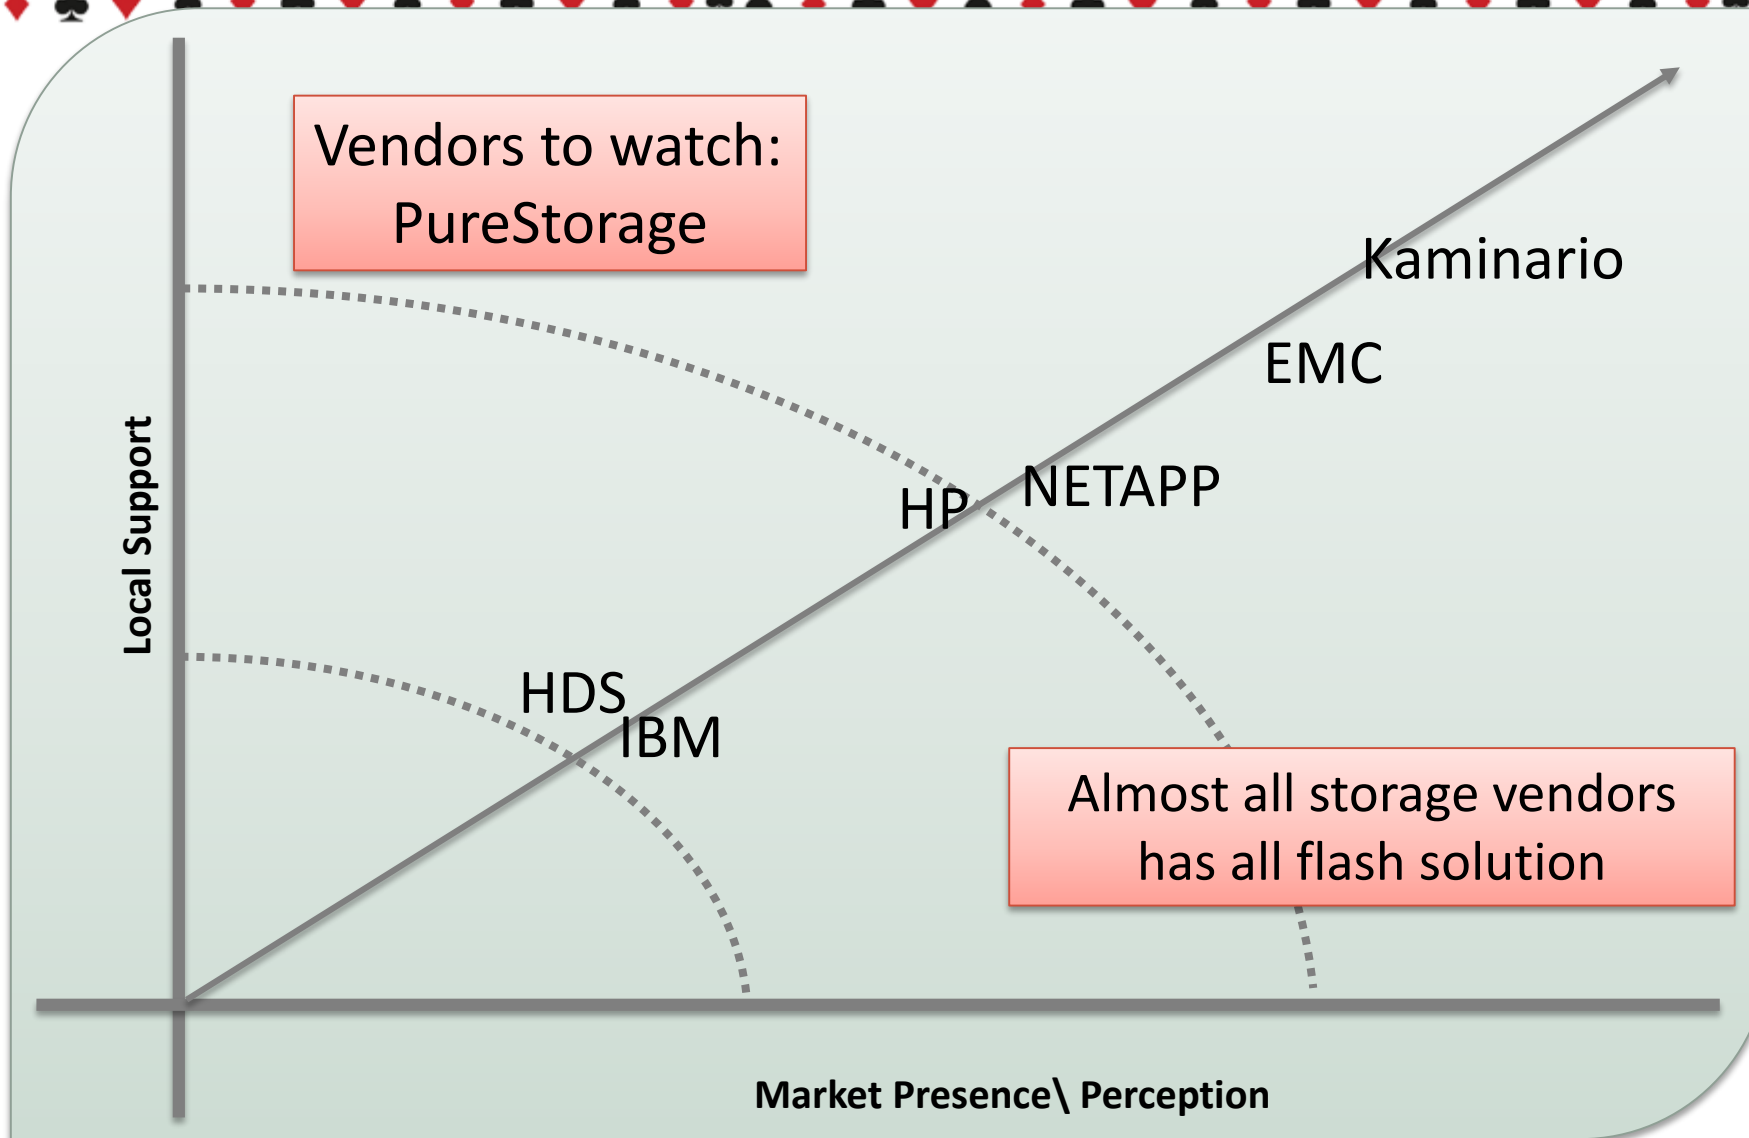 Vendors to watch:
PureStorage
Kaminario
EMC
NETAPP
HP
Local Support
HDS
IBM
Almost all storage vendors
has all flash solution
Market Presence\ Perception